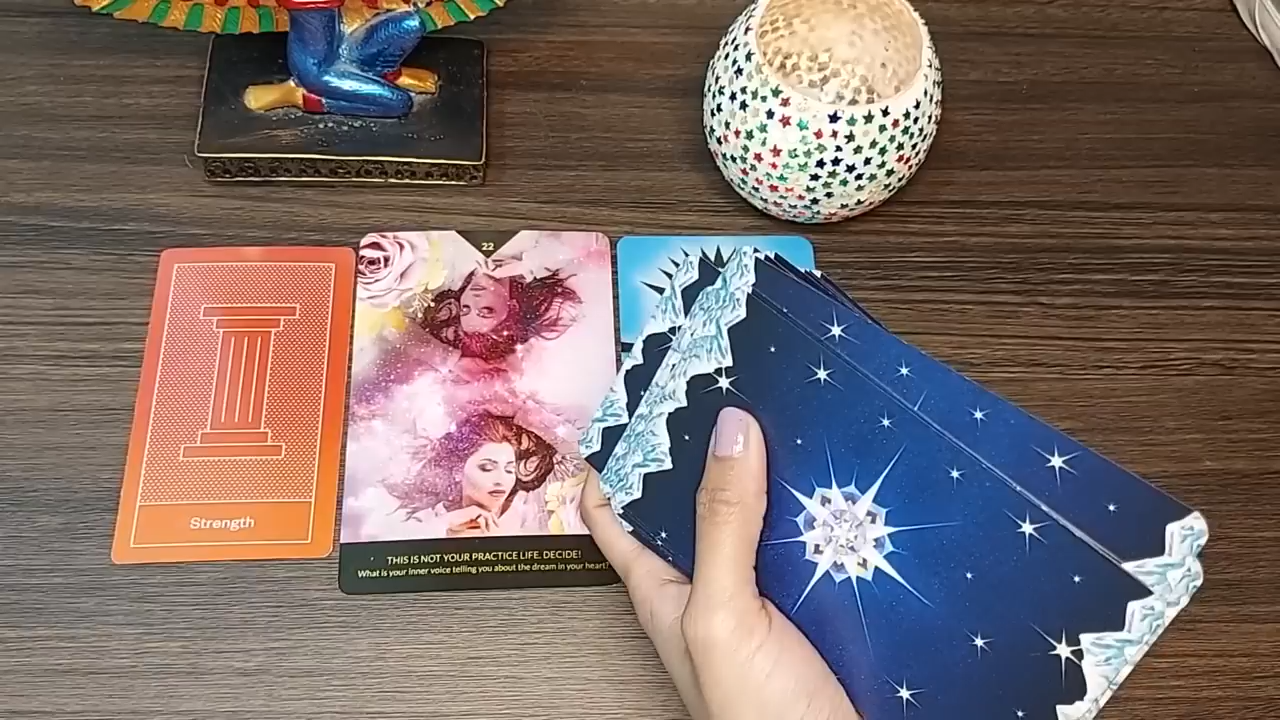 22
Strength
THIS IS NOT YOUR PRACTICE LIFE. DECIDE!
What is your inner voice telling you about the dream in your heart?